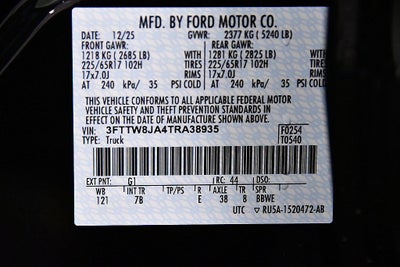 MFD. BY FORD MOTOR CO.
DATE: 12/25 GVWR: 2377 KG ( 5240 LB)
FRONT GAWR: REAR GAWR:
1218 KG ( 2685 LB) 1281 KG ( 2825 LB)
225/65R17 102H TIRES 225/65R17 102H
17x7.0J RIMS 17x7.0J
AT 240 kPa/ 35 PSI COLD AT 240 kPa/ 35 PSI COLD
THIS VEHICLE CONFORMS TO ALL APPLICABLE FEDERAL MOTOR
VEHICLE SAFETY AND THEFT PREVENTION STANDARDS IN
EFFECT ON THE DATE OF MANUFACTURE SHOWN ABOVE.
VIN: 3FTTW8JA4TRA38935 F0254
TYPE: Truck T0540
EXT PNT: G1 RC: 44 DSO:
WB INT TR R AXLE TR SPR
121 7B E 38 8 BBWE
UTC ▽ RU5A-1520472-AB